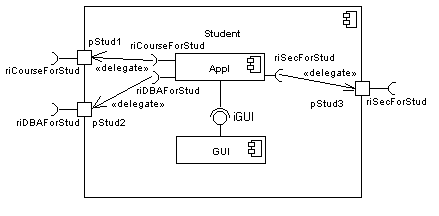 Student
pStud1
riCourseForStud
riSecForStud
riCourseForStud
«delegate»
Appl
«delegate»
riDBAForStud
«delegate»
pStud3
riSecForStud
riDBAForStud
pStud2
iGUI
GUI